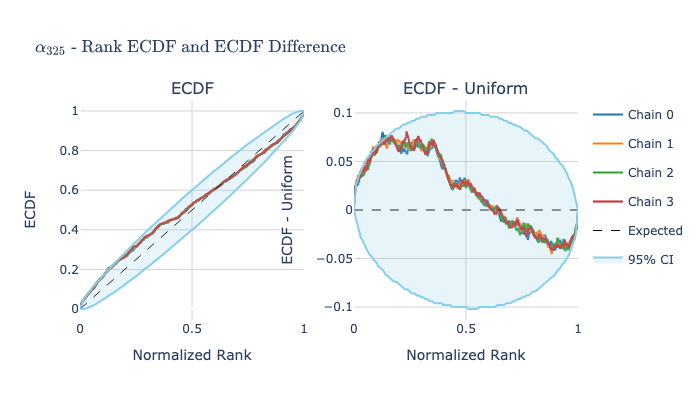 α₃₂₅ - Rank ECDF and ECDF Difference
ECDF
ECDF - Uniform
1
0.8
0.6
0.4
0.2
0
0
0.5
1
ECDF
Normalized Rank
0.1
0.05
0
−0.05
−0.1
0
0.5
1
ECDF - Uniform
Normalized Rank
Chain 0
Chain 1
Chain 2
Chain 3
Expected
95% CI